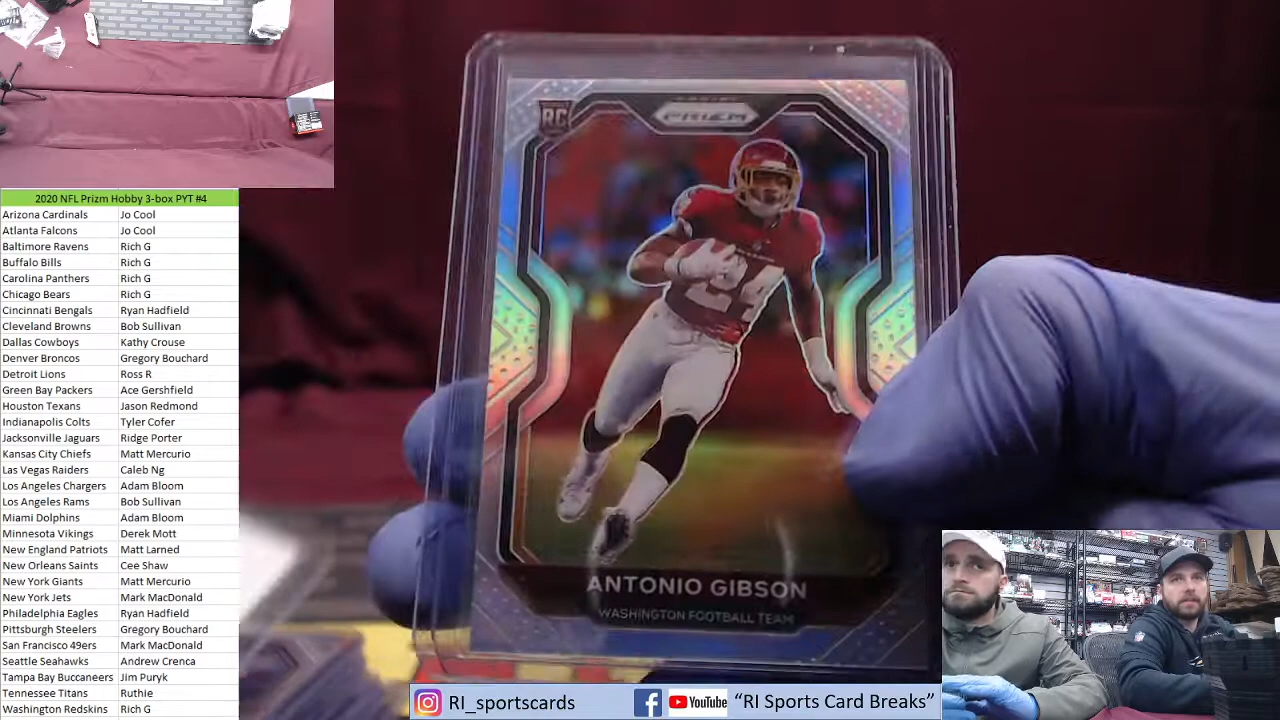 2020 NFL Prizm Hobby 3-box PYT #4
Arizona Cardinals Jo Cool
Atlanta Falcons Jo Cool
Baltimore Ravens Rich G
Buffalo Bills Rich G
Carolina Panthers Rich G
Chicago Bears Rich G
Cincinnati Bengals Ryan Hadfield
Cleveland Browns Bob Sullivan
Dallas Cowboys Kathy Crouse
Denver Broncos Gregory Bouchard
Detroit Lions Ross R
Green Bay Packers Ace Gershfield
Houston Texans Jason Redmond
Indianapolis Colts Tyler Cofer
Jacksonville Jaguars Ridge Porter
Kansas City Chiefs Matt Mercurio
Las Vegas Raiders Caleb Ng
Los Angeles Chargers Adam Bloom
Los Angeles Rams Bob Sullivan
Miami Dolphins Adam Bloom
Minnesota Vikings Derek Mott
New England Patriots Matt Larned
New Orleans Saints Cee Shaw
New York Giants Matt Mercurio
New York Jets Mark MacDonald
Philadelphia Eagles Ryan Hadfield
Pittsburgh Steelers Gregory Bouchard
San Francisco 49ers Mark MacDonald
Seattle Seahawks Andrew Crenca
Tampa Bay Buccaneers Jim Puryk
Tennessee Titans Ruthie
Washington Redskins Rich G
RC
PANINI
PRIZM
24
ANTONIO GIBSON
WASHINGTON FOOTBALL TEAM
RI_sportscards
YouTube
"RI Sports Card Breaks"